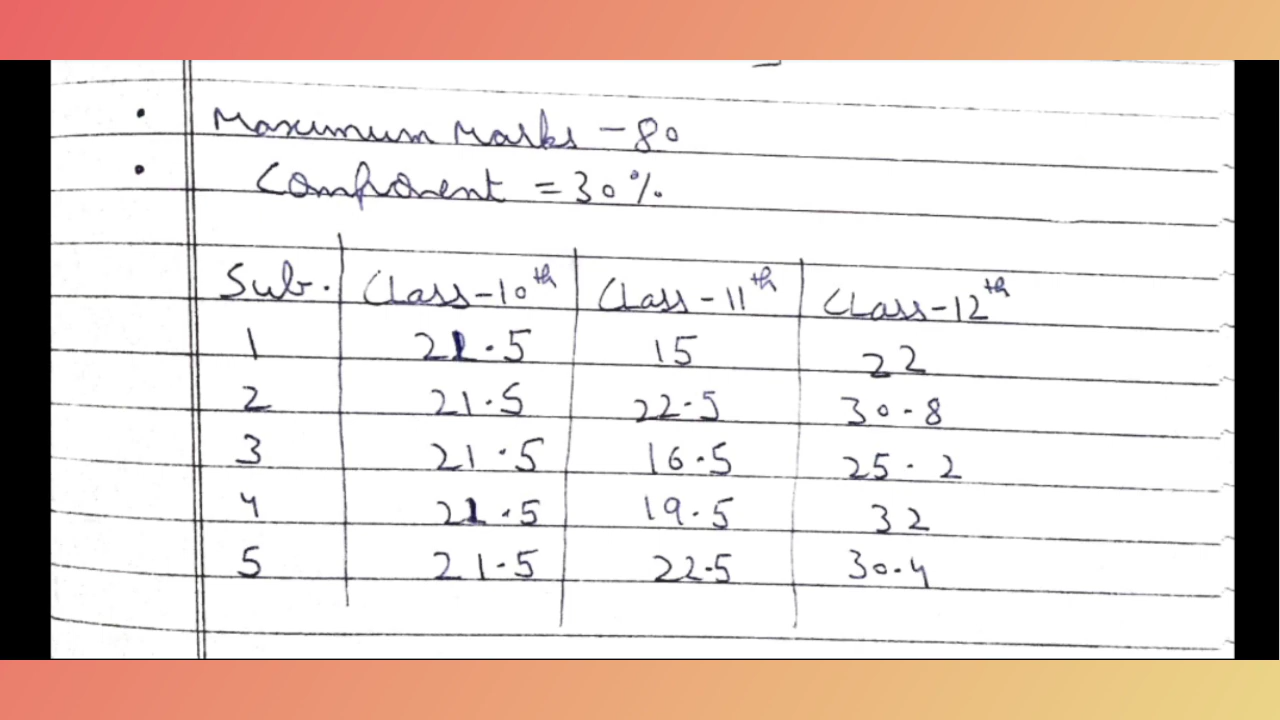 • Maximum Marks - 80
• Component = 30%
Sub. Class-10th Class-11th Class-12th
1 21.5 15 22
2 21.5 22.5 30.8
3 21.5 16.5 25.2
4 21.5 19.5 32
5 21.5 22.5 30.4